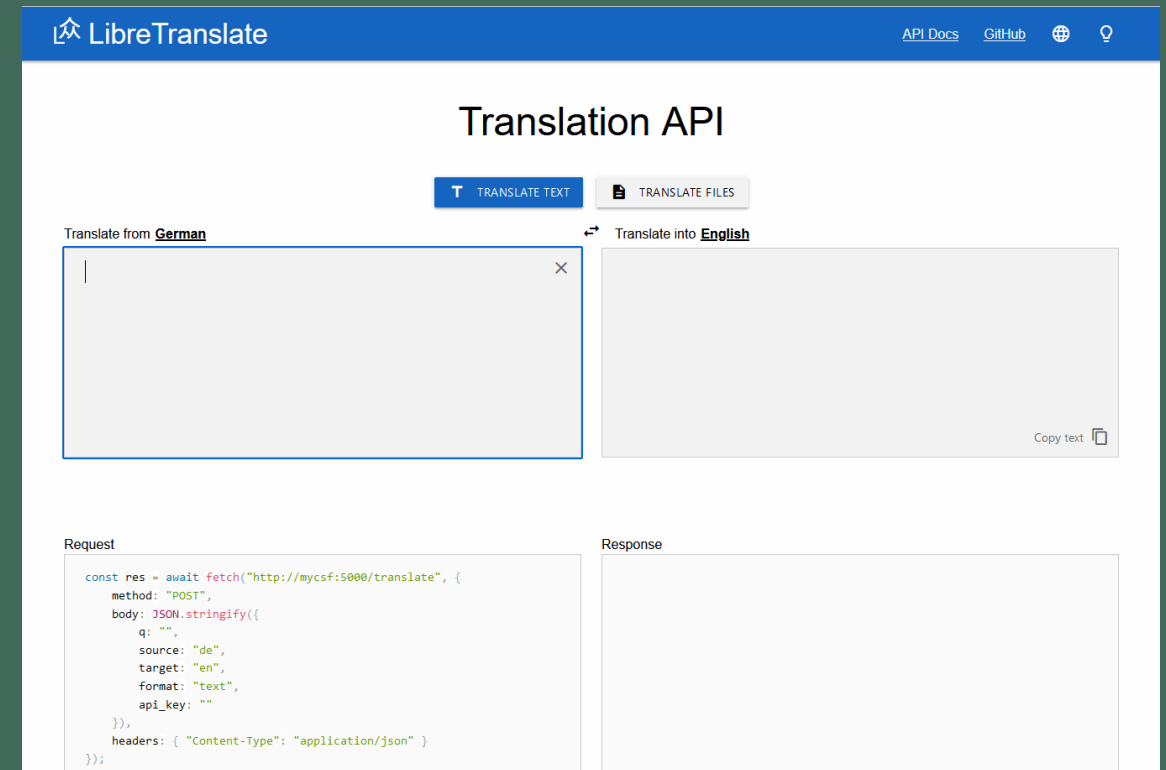 LibreTranslate
API Docs GitHub
Translation API
TRANSLATE TEXT TRANSLATE FILES
Translate from German Translate into English
Copy text
Request
const res = await fetch("http://mycsf:5000/translate", {
    method: "POST",
    body: JSON.stringify({
        q: "",
        source: "de",
        target: "en",
        format: "text",
        api_key: ""
    }),
    headers: { "Content-Type": "application/json" }
});
Response